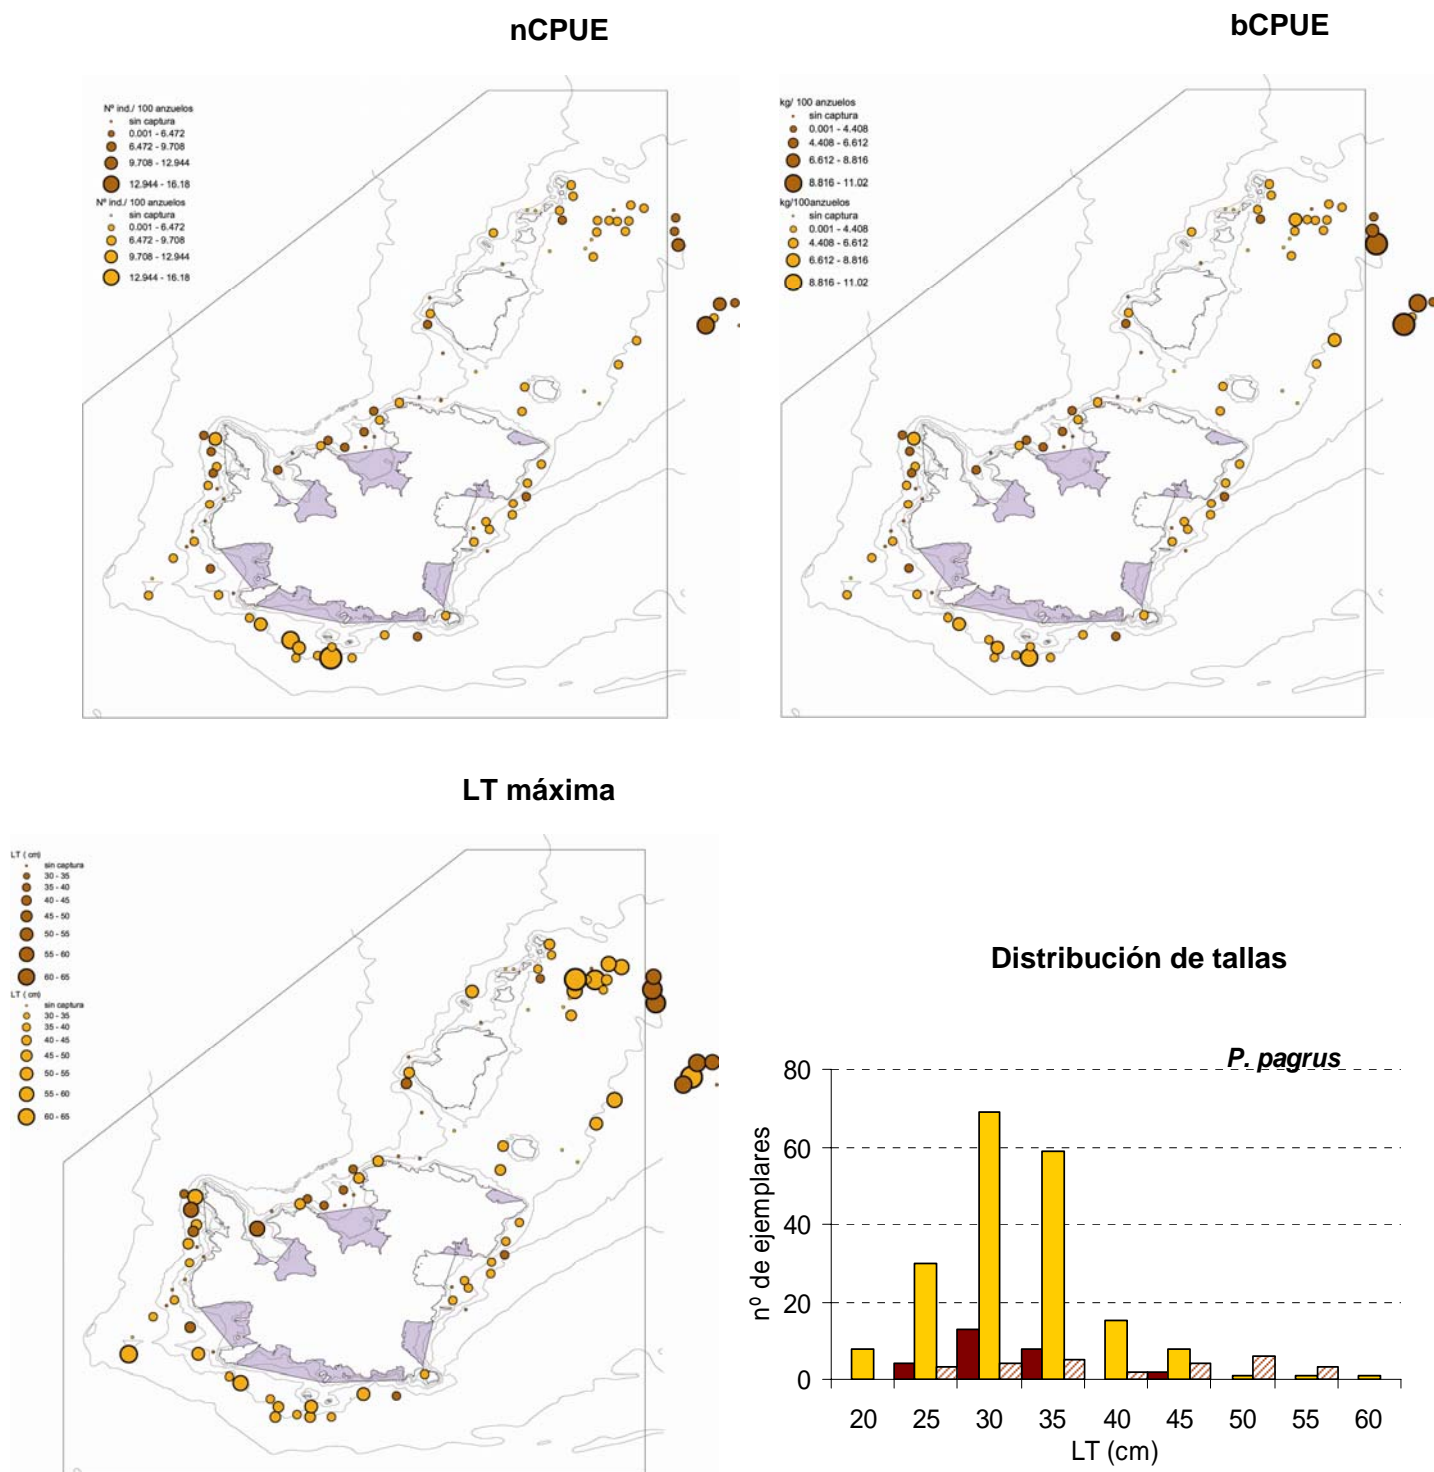 nCPUE
bCPUE
Nº ind./ 100 anzuelos
sin captura
0.001 - 6.472
6.472 - 9.708
9.708 - 12.944
12.944 - 16.18
Nº ind./ 100 anzuelos
sin captura
0.001 - 6.472
6.472 - 9.708
9.708 - 12.944
12.944 - 16.18
kg/ 100 anzuelos
sin captura
0.001 - 4.408
4.408 - 6.612
6.612 - 8.816
8.816 - 11.02
kg/100anzuelos
sin captura
0.001 - 4.408
4.408 - 6.612
6.612 - 8.816
8.816 - 11.02
LT máxima
LT ( cm)
sin captura
30 - 35
35 - 40
40 - 45
45 - 50
50 - 55
55 - 60
60 - 65
LT ( cm)
sin captura
30 - 35
35 - 40
40 - 45
45 - 50
50 - 55
55 - 60
60 - 65
Distribución de tallas
P. pagrus
80
60
40
20
0
nº de ejemplares
20 25 30 35 40 45 50 55 60
LT (cm)